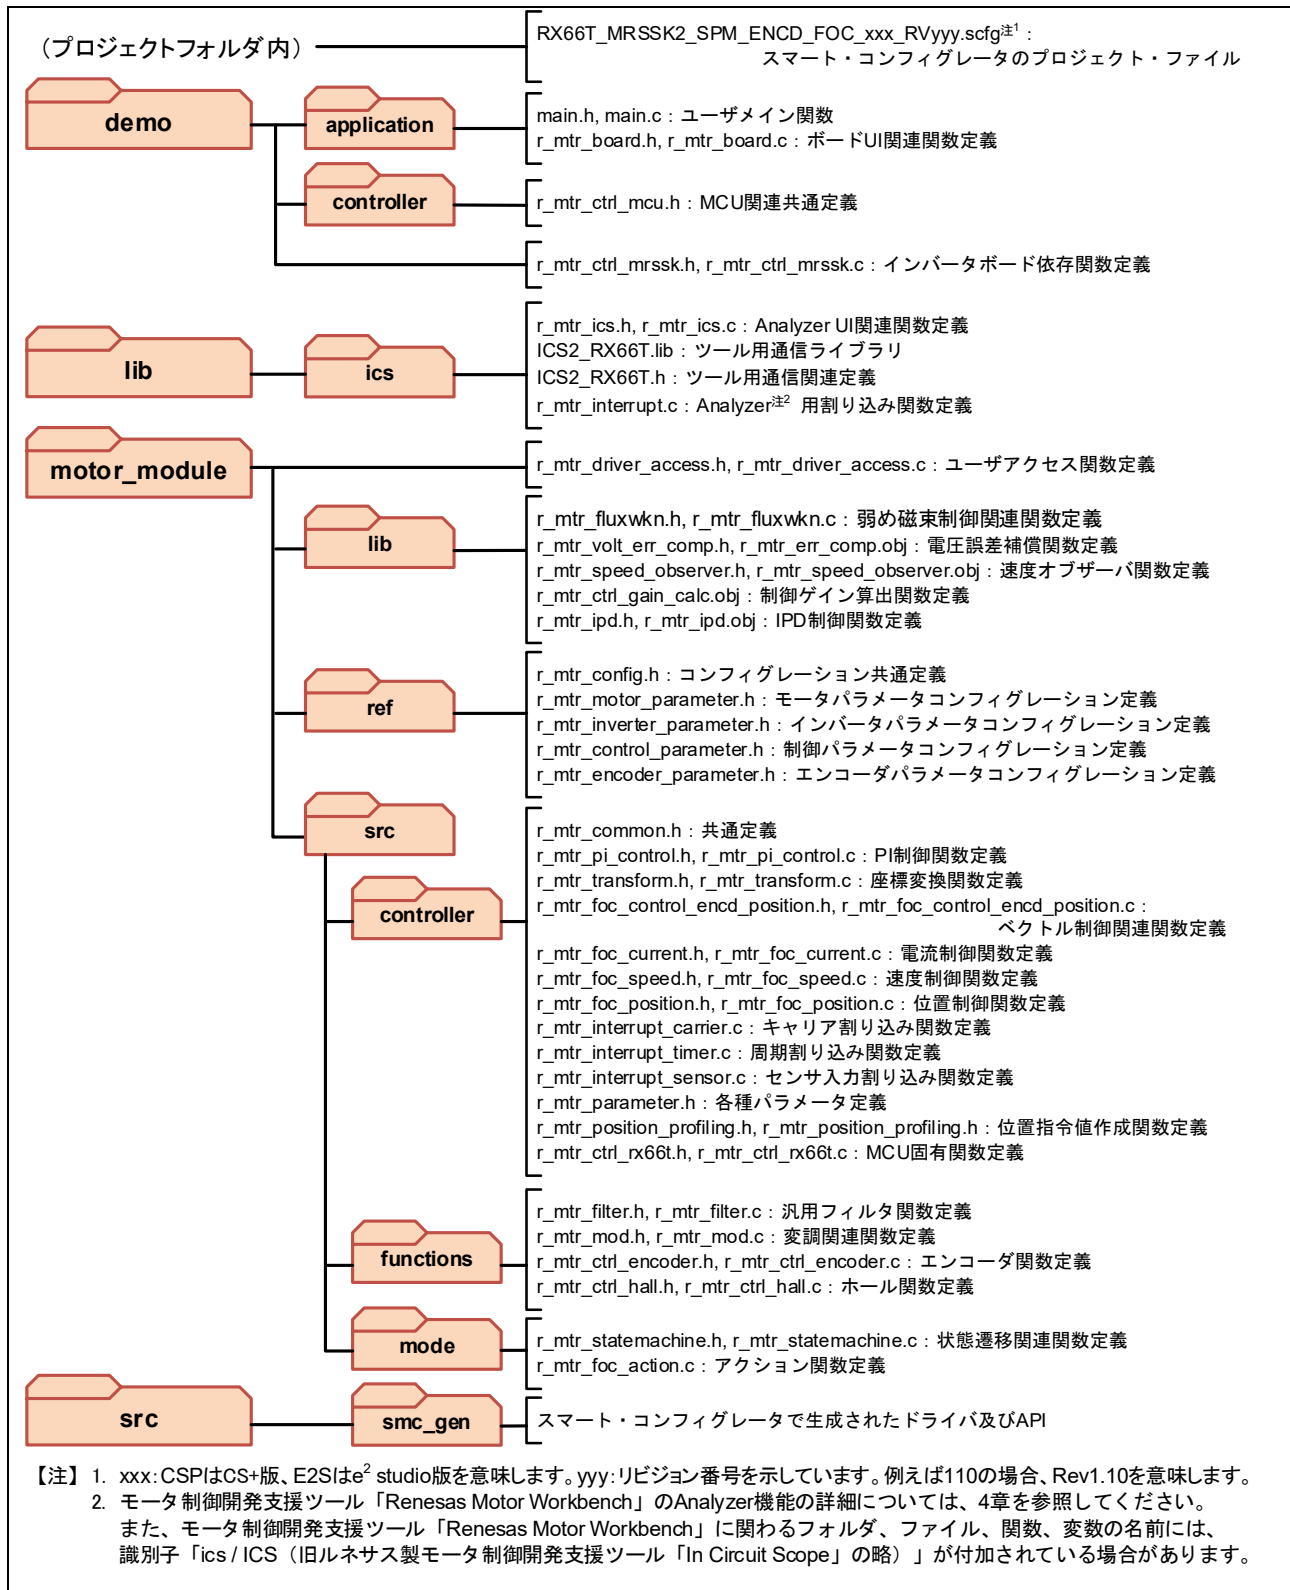 （プロジェクトフォルダ内）
RX66T_MRSSK2_SPM_ENCD_FOC_xxx_RVyyy.scfg注1：
スマート・コンフィグレータのプロジェクト・ファイル
demo
application
main.h, main.c：ユーザメイン関数
r_mtr_board.h, r_mtr_board.c：ボードUI関連関数定義
controller
r_mtr_ctrl_mcu.h：MCU関連共通定義
r_mtr_ctrl_mrssk.h, r_mtr_ctrl_mrssk.c：インバータボード依存関数定義
lib
ics
r_mtr_ics.h, r_mtr_ics.c：Analyzer UI関連関数定義
ICS2_RX66T.lib：ツール用通信ライブラリ
ICS2_RX66T.h：ツール用通信関連定義
r_mtr_interrupt.c：Analyzer注2 用割り込み関数定義
motor_module
r_mtr_driver_access.h, r_mtr_driver_access.c：ユーザアクセス関数定義
lib
r_mtr_fluxwkn.h, r_mtr_fluxwkn.c：弱め磁束制御関連関数定義
r_mtr_volt_err_comp.h, r_mtr_err_comp.obj：電圧誤差補償関数定義
r_mtr_speed_observer.h, r_mtr_speed_observer.obj：速度オブザーバ関数定義
r_mtr_ctrl_gain_calc.obj：制御ゲイン算出関数定義
r_mtr_ipd.h, r_mtr_ipd.obj：IPD制御関数定義
ref
r_mtr_config.h：コンフィグレーション共通定義
r_mtr_motor_parameter.h：モータパラメータコンフィグレーション定義
r_mtr_inverter_parameter.h：インバータパラメータコンフィグレーション定義
r_mtr_control_parameter.h：制御パラメータコンフィグレーション定義
r_mtr_encoder_parameter.h：エンコーダパラメータコンフィグレーション定義
src
controller
r_mtr_common.h：共通定義
r_mtr_pi_control.h, r_mtr_pi_control.c：PI制御関数定義
r_mtr_transform.h, r_mtr_transform.c：座標変換関数定義
r_mtr_foc_control_encd_position.h, r_mtr_foc_control_encd_position.c：
ベクトル制御関連関数定義
r_mtr_foc_current.h, r_mtr_foc_current.c：電流制御関数定義
r_mtr_foc_speed.h, r_mtr_foc_speed.c：速度制御関数定義
r_mtr_foc_position.h, r_mtr_foc_position.c：位置制御関数定義
r_mtr_interrupt_carrier.c：キャリア割り込み関数定義
r_mtr_interrupt_timer.c：周期割り込み関数定義
r_mtr_interrupt_sensor.c：センサ入力割り込み関数定義
r_mtr_parameter.h：各種パラメータ定義
r_mtr_position_profiling.h, r_mtr_position_profiling.h：位置指令値作成関数定義
r_mtr_ctrl_rx66t.h, r_mtr_ctrl_rx66t.c：MCU固有関数定義
functions
r_mtr_filter.h, r_mtr_filter.c：汎用フィルタ関数定義
r_mtr_mod.h, r_mtr_mod.c：変調関連関数定義
r_mtr_ctrl_encoder.h, r_mtr_ctrl_encoder.c：エンコーダ関数定義
r_mtr_ctrl_hall.h, r_mtr_ctrl_hall.c：ホール関数定義
mode
r_mtr_statemachine.h, r_mtr_statemachine.c：状態遷移関連関数定義
r_mtr_foc_action.c：アクション関数定義
src
smc_gen
スマート・コンフィグレータで生成されたドライバ及びAPI
【注】 1. xxx：CSPはCS+版、E2Sはe2 studio版を意味します。yyy：リビジョン番号を示しています。例えば110の場合、Rev1.10を意味します。
2. モータ制御開発支援ツール「Renesas Motor Workbench」のAnalyzer機能の詳細については、4章を参照してください。
また、モータ制御開発支援ツール「Renesas Motor Workbench」に関わるフォルダ、ファイル、関数、変数の名前には、
識別子「ics / ICS（旧ルネサス製モータ制御開発支援ツール「In Circuit Scope」の略）」が付加されている場合があります。